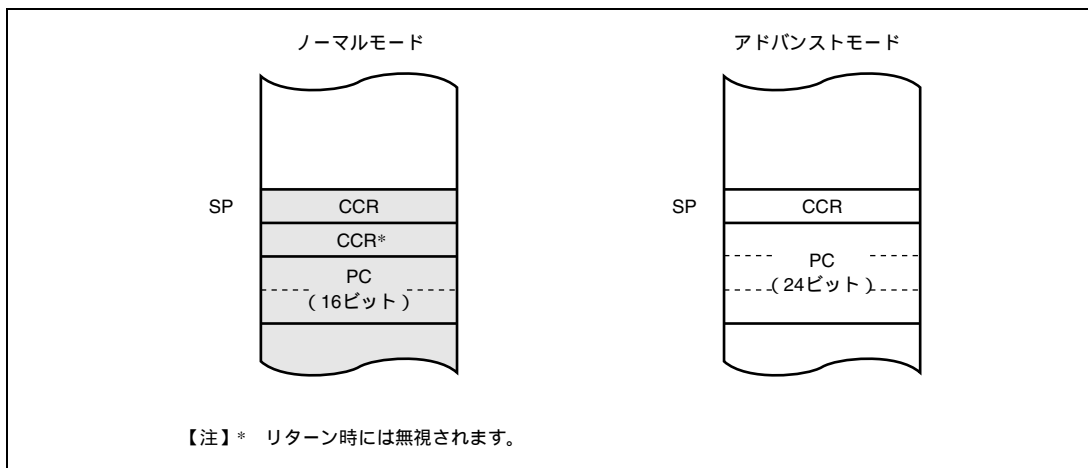 ノーマルモード
アドバンストモード
SP
CCR
CCR*
PC
(16ビット)
SP
CCR
PC
(24ビット)
【注】* リターン時には無視されます。